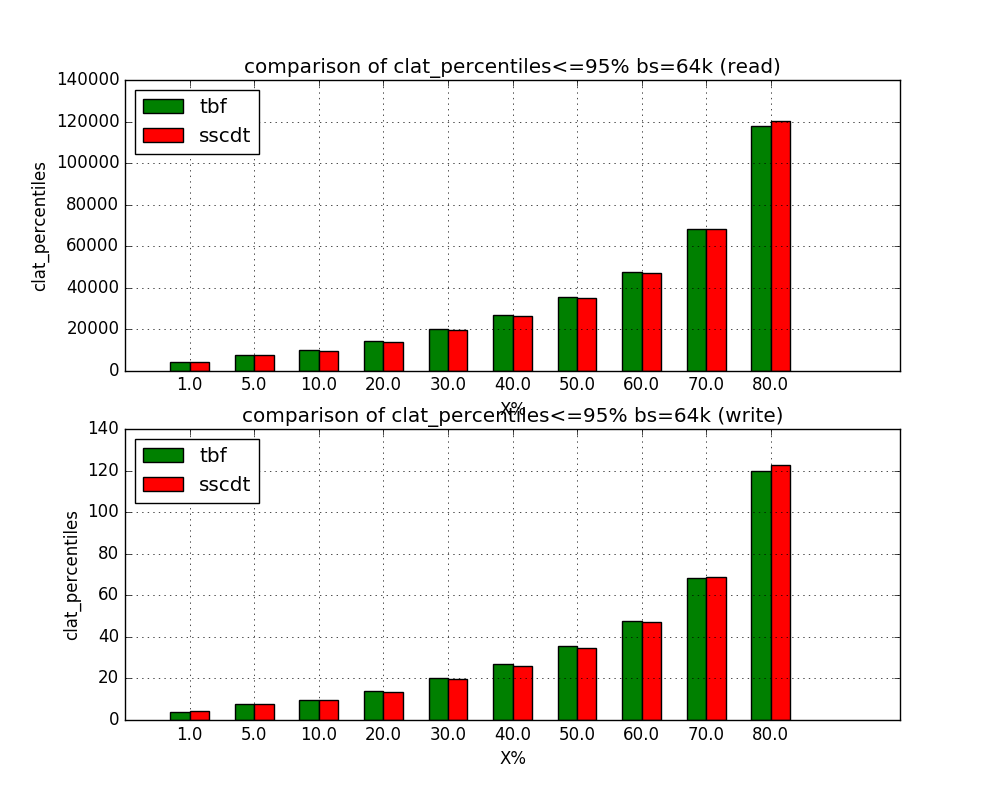 comparison of clat_percentiles<=95% bs=64k (read)
140000
120000
100000
80000
60000
40000
20000
0
clat_percentiles
tbf
sscdt
1.0 5.0 10.0 20.0 30.0 40.0 50.0 60.0 70.0 80.0
X%
comparison of clat_percentiles<=95% bs=64k (write)
140
120
100
80
60
40
20
0
clat_percentiles
tbf
sscdt
1.0 5.0 10.0 20.0 30.0 40.0 50.0 60.0 70.0 80.0
X%